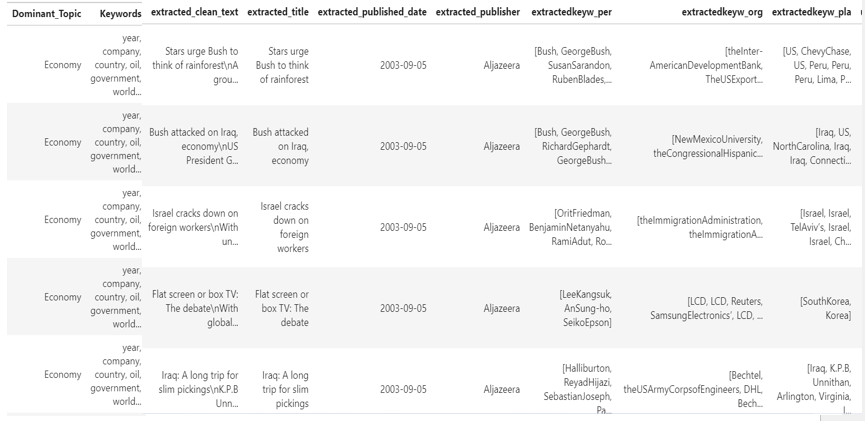 Dominant_Topic Keywords extracted_clean_text extracted_title extracted_published_date extracted_publisher extractedkeyw_per extractedkeyw_org extractedkeyw_pla
Economy
year,
company,
country, oil,
government,
world...
Stars urge Bush to
think of rainforest\nA
grou...
Stars urge
Bush to think
of rainforest
2003-09-05
Aljazeera
[Bush, GeorgeBush,
SusanSarandon,
RubenBlades,...
[theInter-
AmericanDevelopmentBank,
TheUSExport...
[US, ChevyChase,
US, Peru, Peru,
Peru, Lima, P...
Economy
year,
company,
country, oil,
government,
world...
Bush attacked on Iraq,
economy\nUS
President G...
Bush attacked
on Iraq,
economy
2003-09-05
Aljazeera
[Bush, GeorgeBush,
RichardGephardt,
GeorgeBush...
[NewMexicoUniversity,
theCongressionalHispanic...
[Iraq, US,
NorthCarolina, Iraq,
Iraq, Connecti...
Economy
year,
company,
country, oil,
government,
world...
Israel cracks down on
foreign workers\nWith
un...
Israel cracks
down on
foreign
workers
2003-09-05
Aljazeera
[OritFriedman,
BenjaminNetanyahu,
RamiAdut, Ro...
[theImmigrationAdministration,
theImmigrationA...
[Israel, Israel,
TelAviv's, Israel,
Israel, Ch...
Economy
year,
company,
country, oil,
government,
world...
Flat screen or box TV:
The debate\nWith
global...
Flat screen or
box TV: The
debate
2003-09-05
Aljazeera
[LeeKangsuk,
AnSung-ho,
SeikoEpson]
[LCD, LCD, Reuters,
SamsungElectronics', LCD, ...
[SouthKorea,
Korea]
Economy
year,
company,
country, oil,
government,
world...
Iraq: A long trip for
slim pickings\nK.P.B
Unn...
Iraq: A long
trip for slim
pickings
2003-09-05
Aljazeera
[Halliburton,
ReyadHijazi,
SebastianJoseph,
Pa...
[Bechtel,
theUSArmyCorpsofEngineers, DHL,
Bech...
[Iraq, K.P.B,
Unnithan,
Arlington, Virginia,